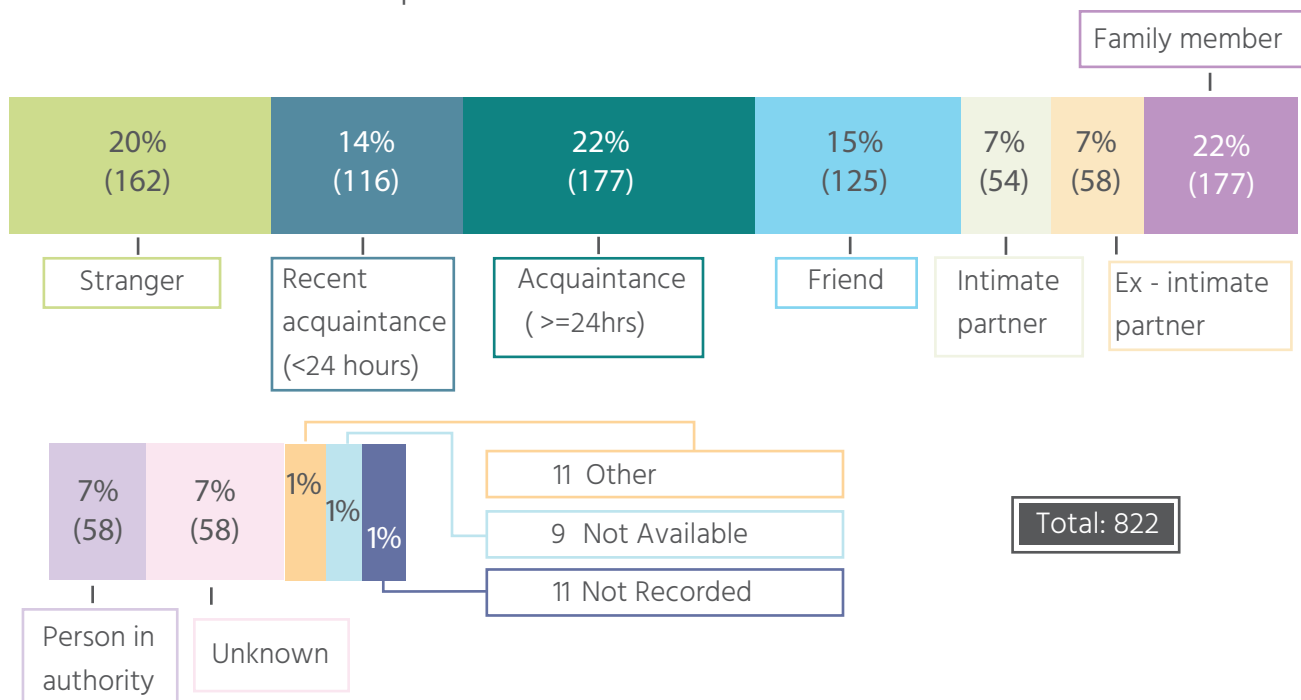 Family member
20%
(162)
14%
(116)
22%
(177)
15%
(125)
7%
(54)
7%
(58)
22%
(177)
Stranger
Recent
acquaintance
(<24 hours)
Acquaintance
( >=24hrs)
Friend
Intimate
partner
Ex - intimate
partner
7%
(58)
7%
(58)
1%
1%
1%
11 Other
9 Not Available
11 Not Recorded
Total: 822
Person in
authority
Unknown